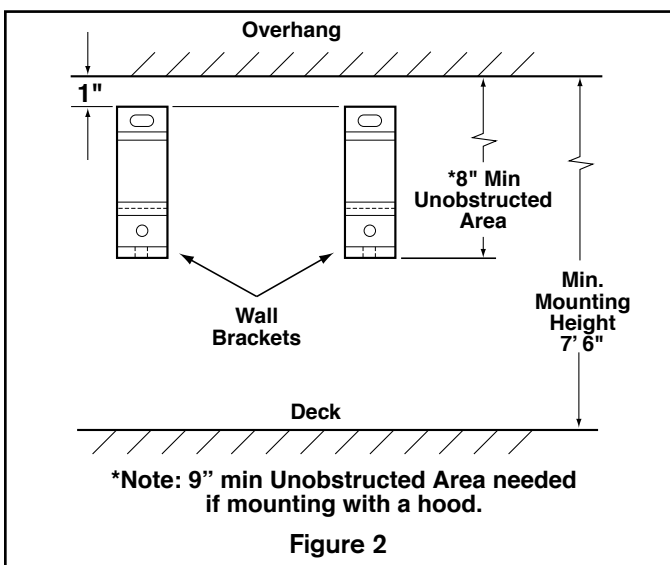 Overhang
1"
*8" Min
Unobstructed
Area
Wall
Brackets
Min.
Mounting
Height
7' 6"
Deck
*Note: 9” min Unobstructed Area needed
if mounting with a hood.
Figure 2